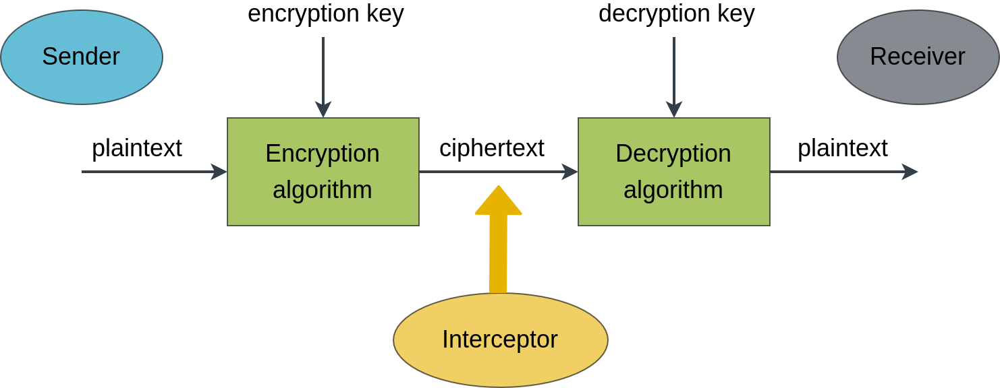 encryption key
decryption key
Sender
Receiver
plaintext
Encryption
algorithm
ciphertext
Decryption
algorithm
plaintext
Interceptor